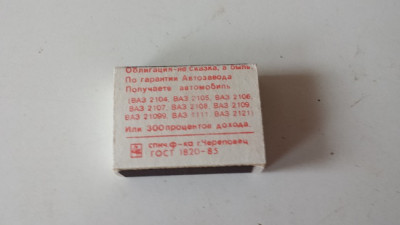 Облигация-не сказка, а быль.
По гарантии Автозавода
Получаете автомобиль
(ВАЗ 2104, ВАЗ 2105, ВАЗ 2106,
ВАЗ 2107, ВАЗ 2108, ВАЗ 2109,
ВАЗ 21099, ВАЗ 1111, ВАЗ 2121)
Или 300 процентов дохода.
спич.ф-ка г.Череповец
ГОСТ 1820-85